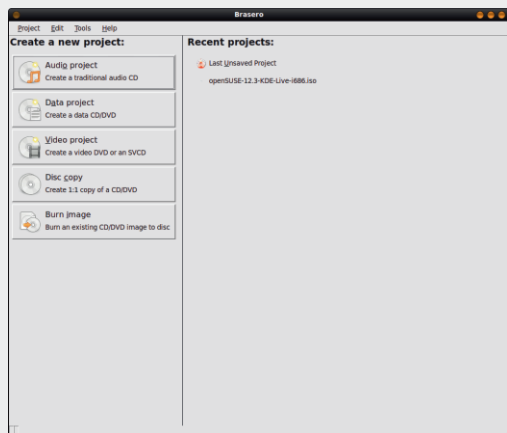 Brasero
Project Edit Tools Help
Create a new project:
Audio project
Create a traditional audio CD
Data project
Create a data CD/DVD
Video project
Create a video DVD or an SVCD
Disc copy
Create 1:1 copy of a CD/DVD
Burn image
Burn an existing CD/DVD image to disc
Recent projects:
Last Unsaved Project
openSUSE-12.3-KDE-Live-i686.iso